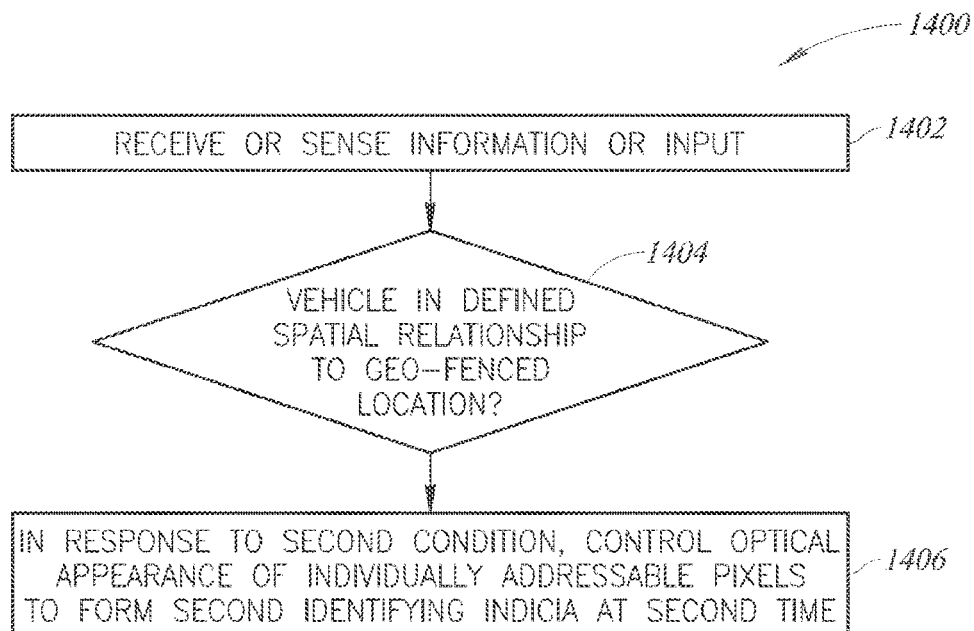 1400
RECEIVE OR SENSE INFORMATION OR INPUT
1402
1404
VEHICLE IN DEFINED
SPATIAL RELATIONSHIP
TO GEO-FENCED
LOCATION?
IN RESPONSE TO SECOND CONDITION, CONTROL OPTICAL
APPEARANCE OF INDIVIDUALLY ADDRESSABLE PIXELS
TO FORM SECOND IDENTIFYING INDICIA AT SECOND TIME
1406